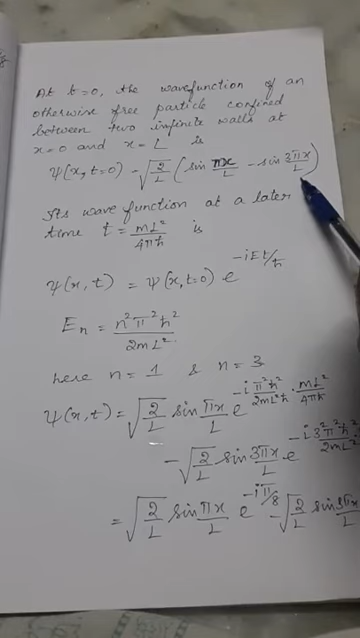 At t=0, the wavefunction of an
otherwise free particle confined
between two infinite walls at
x=0 and x=L is
ψ(x,t=0) = √(2/L) (sin πx/L − sin 3πx/L)
Its wave function at a later
time t = mL²/4πħ is
ψ(x,t) = ψ(x,t=0) e^(−iEt/ħ)
Eₙ = n²π²ħ²/2mL²
here n = 1 & n = 3
ψ(x,t) = √(2/L) sin πx/L e^(−i π²ħ²/2mL²ħ · mL²/4πħ)
− √(2/L) sin 3πx/L e^(−i 3²π²ħ²/2mL²
= √(2/L) sin πx/L e^(−iπ/8) − √(2/L) sin 3πx/L